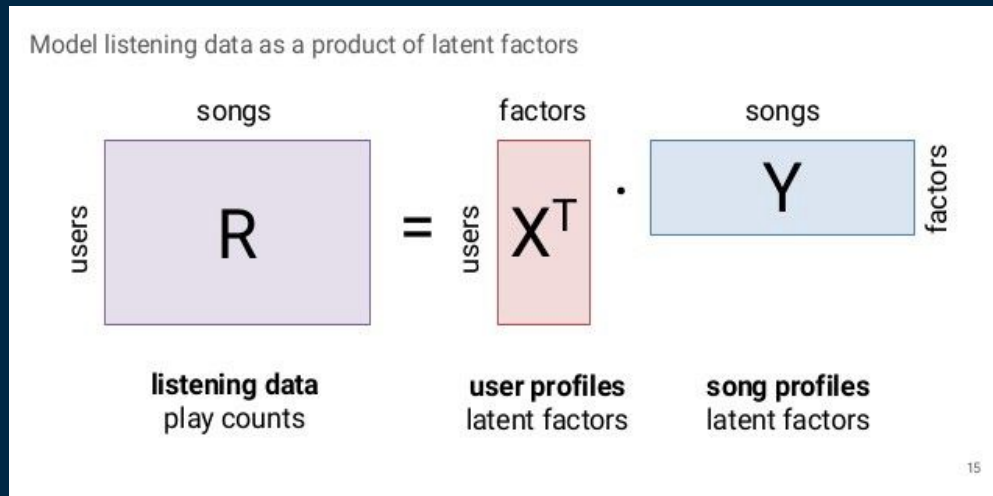 Model listening data as a product of latent factors
songs
factors
songs
users
R
=
users
X^T
.
Y
factors
listening data
play counts
user profiles
latent factors
song profiles
latent factors
15